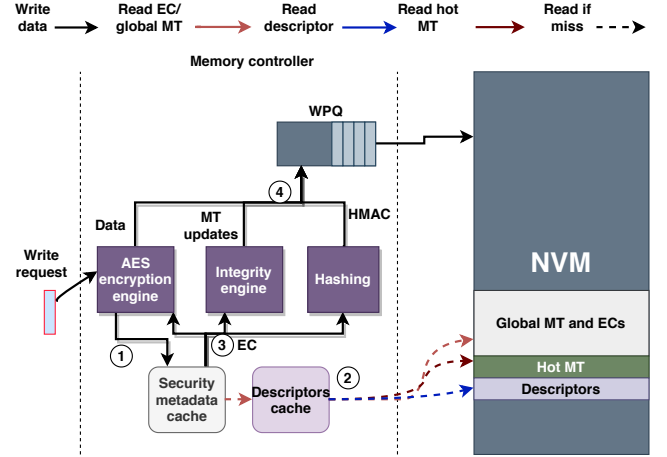 Write
data
Read EC/
global MT
Read
descriptor
Read hot
MT
Read if
miss
Memory controller
WPQ
4
Data
MT
updates
HMAC
Write
request
AES
encryption
engine
Integrity
engine
Hashing
NVM
Global MT and ECs
Hot MT
Descriptors
1
3
EC
2
Security
metadata
cache
Descriptors
cache